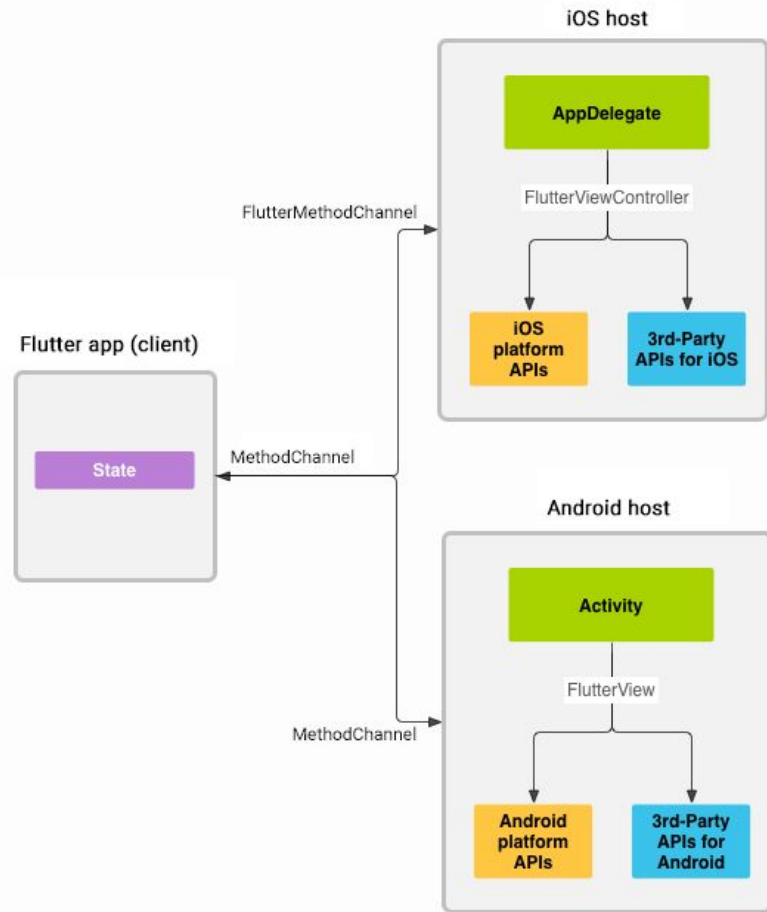 iOS host
AppDelegate
FlutterViewController
FlutterMethodChannel
iOS
platform
APIs
3rd-Party
APIs for iOS
Flutter app (client)
State
MethodChannel
Android host
Activity
FlutterView
MethodChannel
Android
platform
APIs
3rd-Party
APIs for
Android